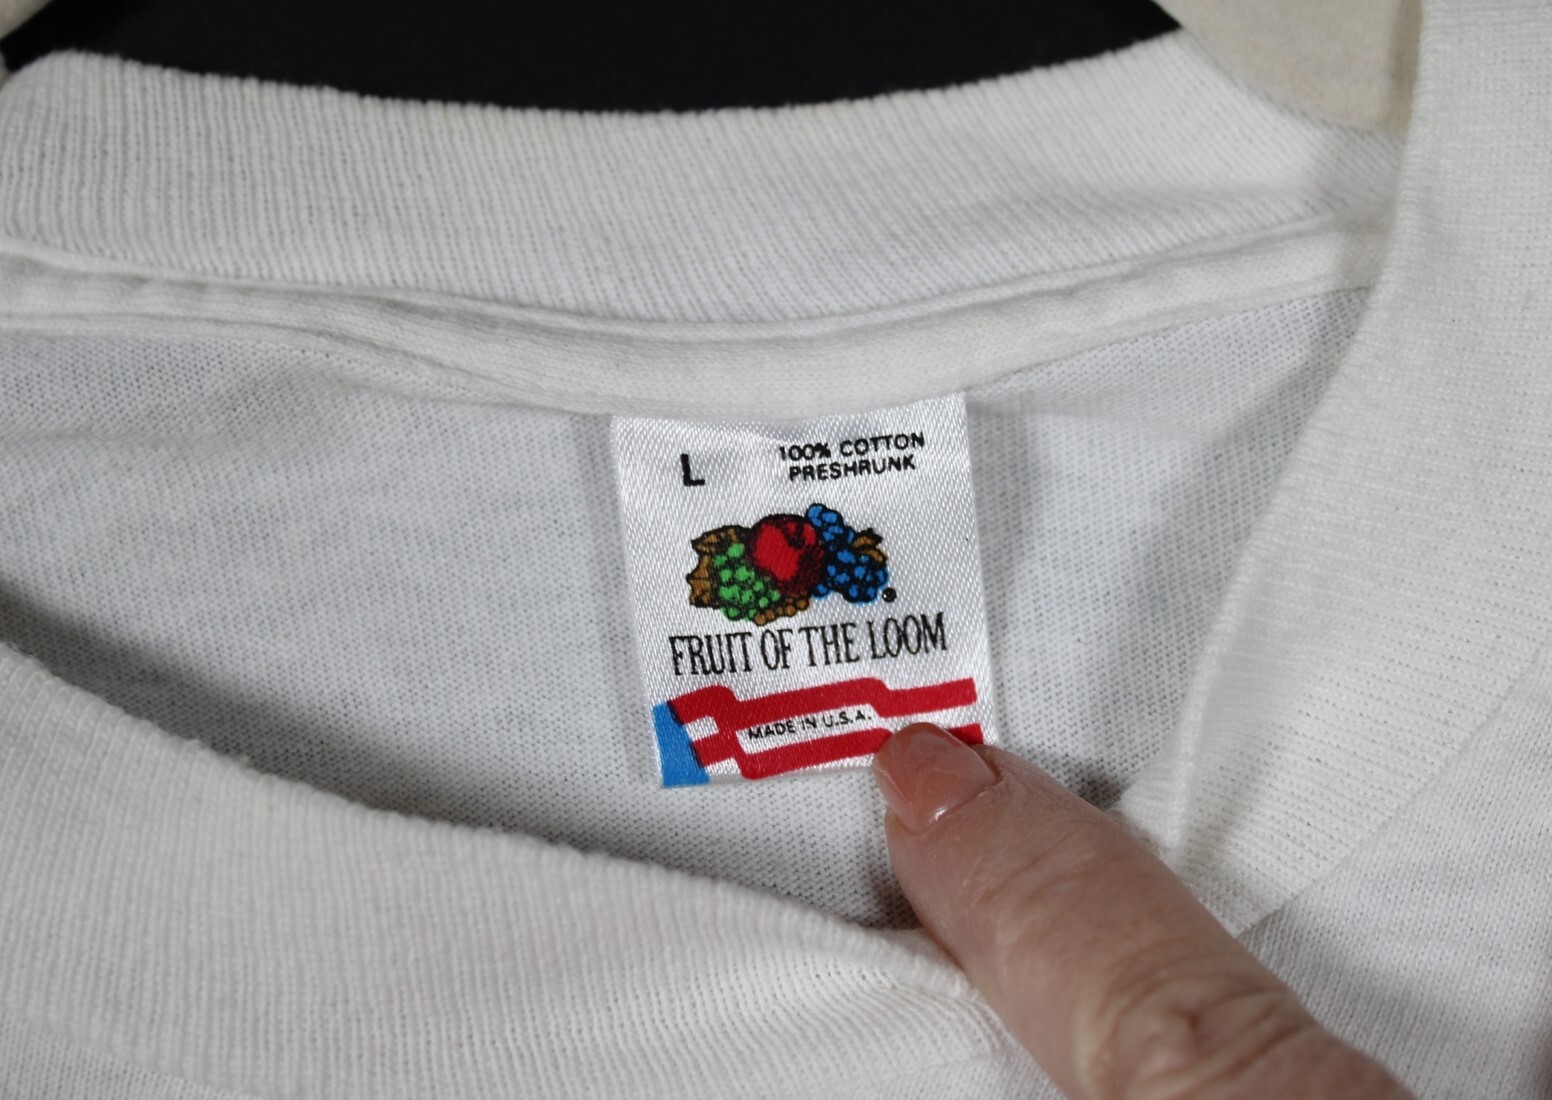 L
100% COTTON
PRESHRUNK
FRUIT OF THE LOOM
MADE IN U.S.A.